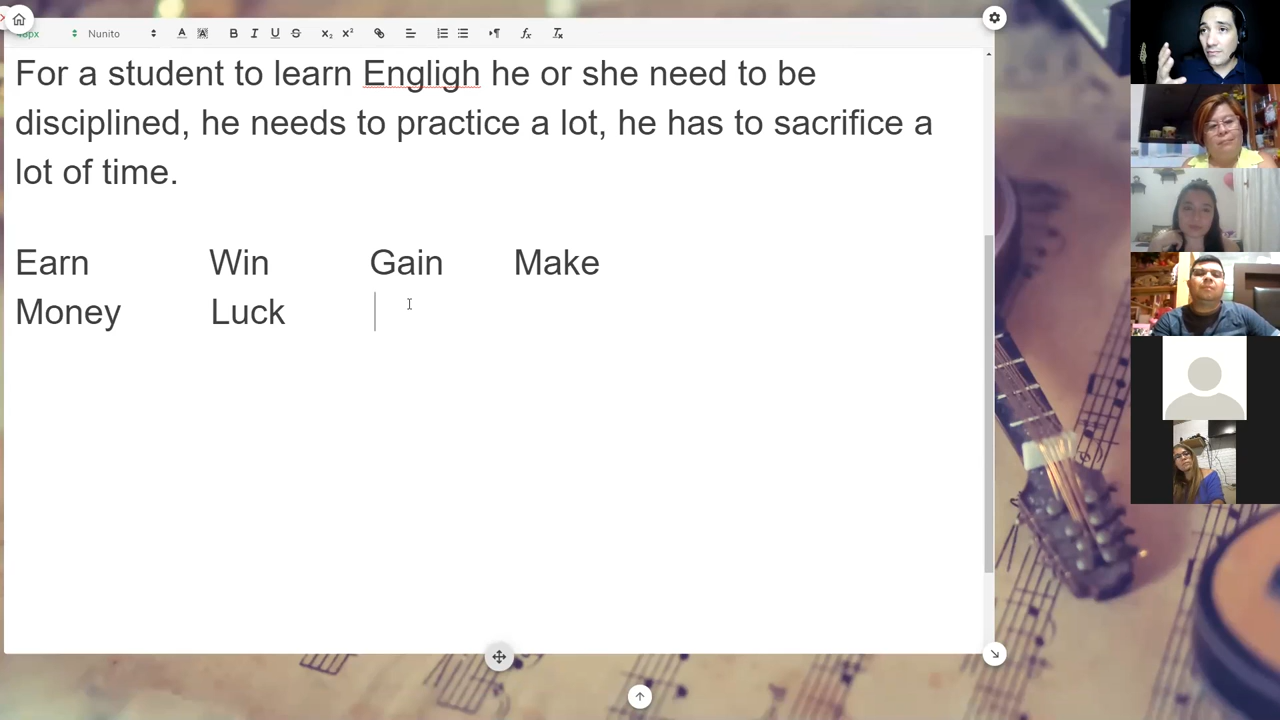 Nunito
For a student to learn Engligh he or she need to be
disciplined, he needs to practice a lot, he has to sacrifice a
lot of time.
Earn Win Gain Make
Money Luck